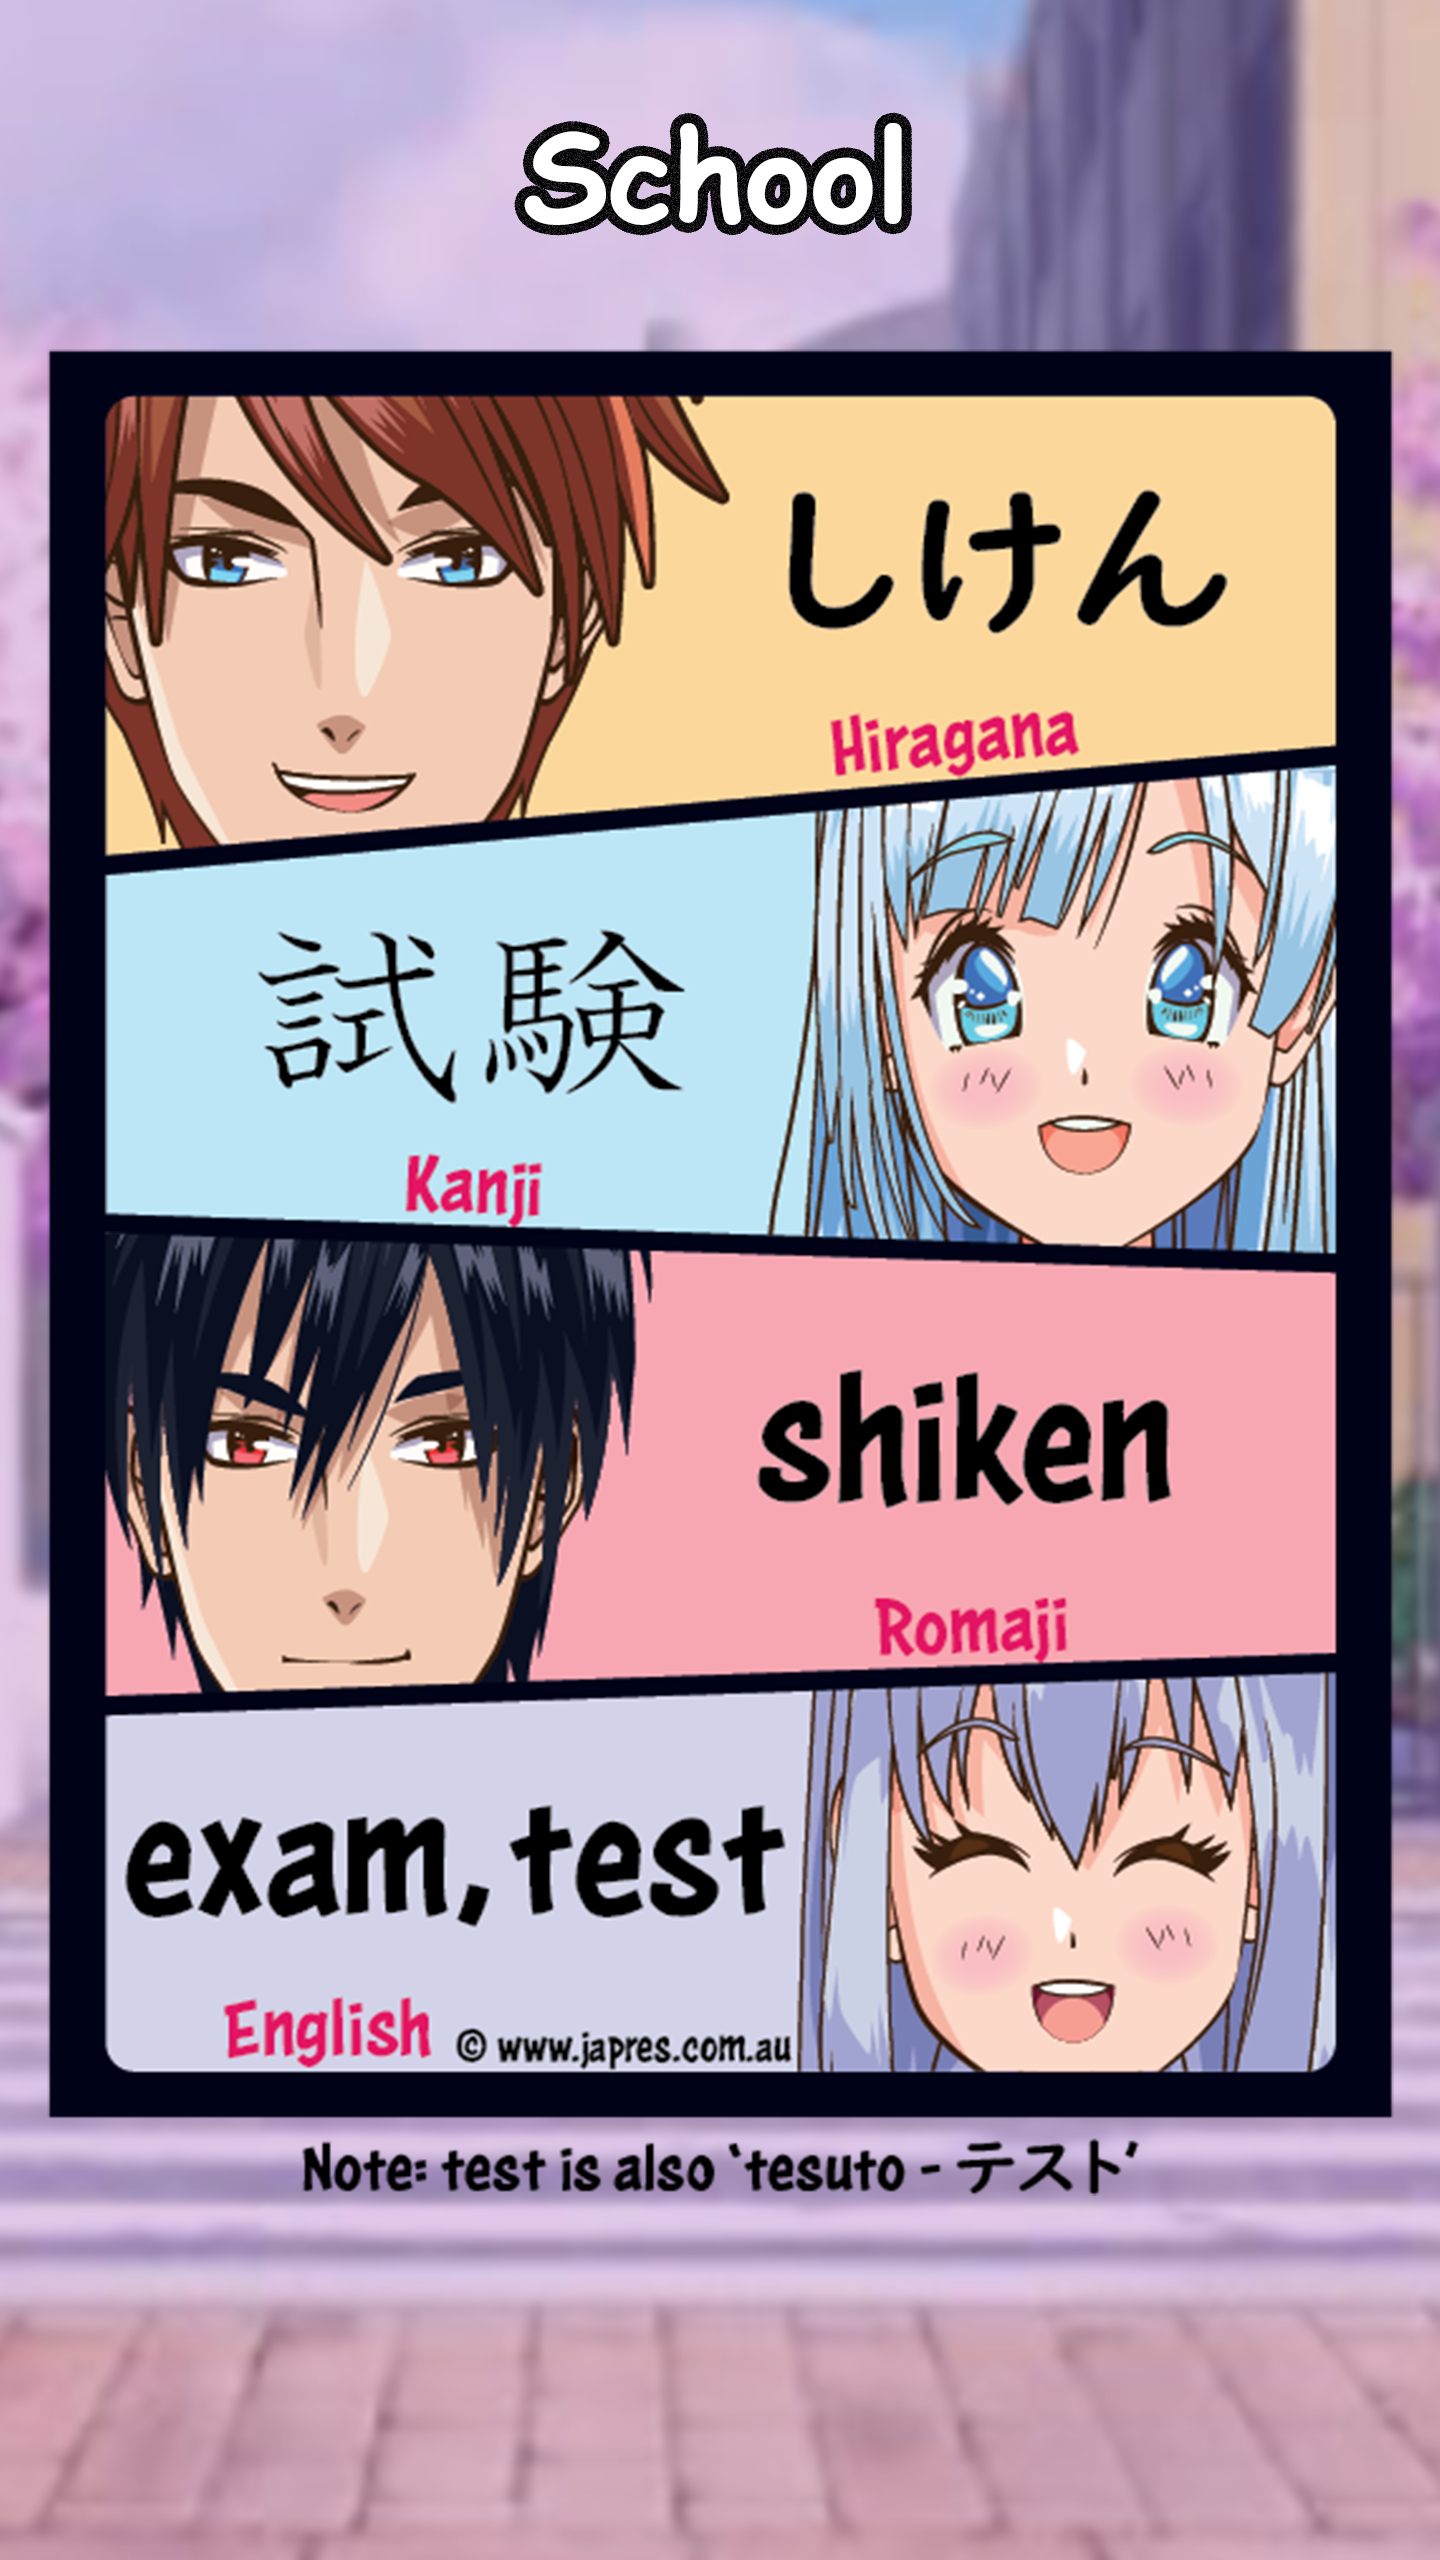 School
しけん
Hiragana
試験
Kanji
shiken
Romaji
exam, test
English © www.japres.com.au
Note: test is also ‘tesuto - テスト’